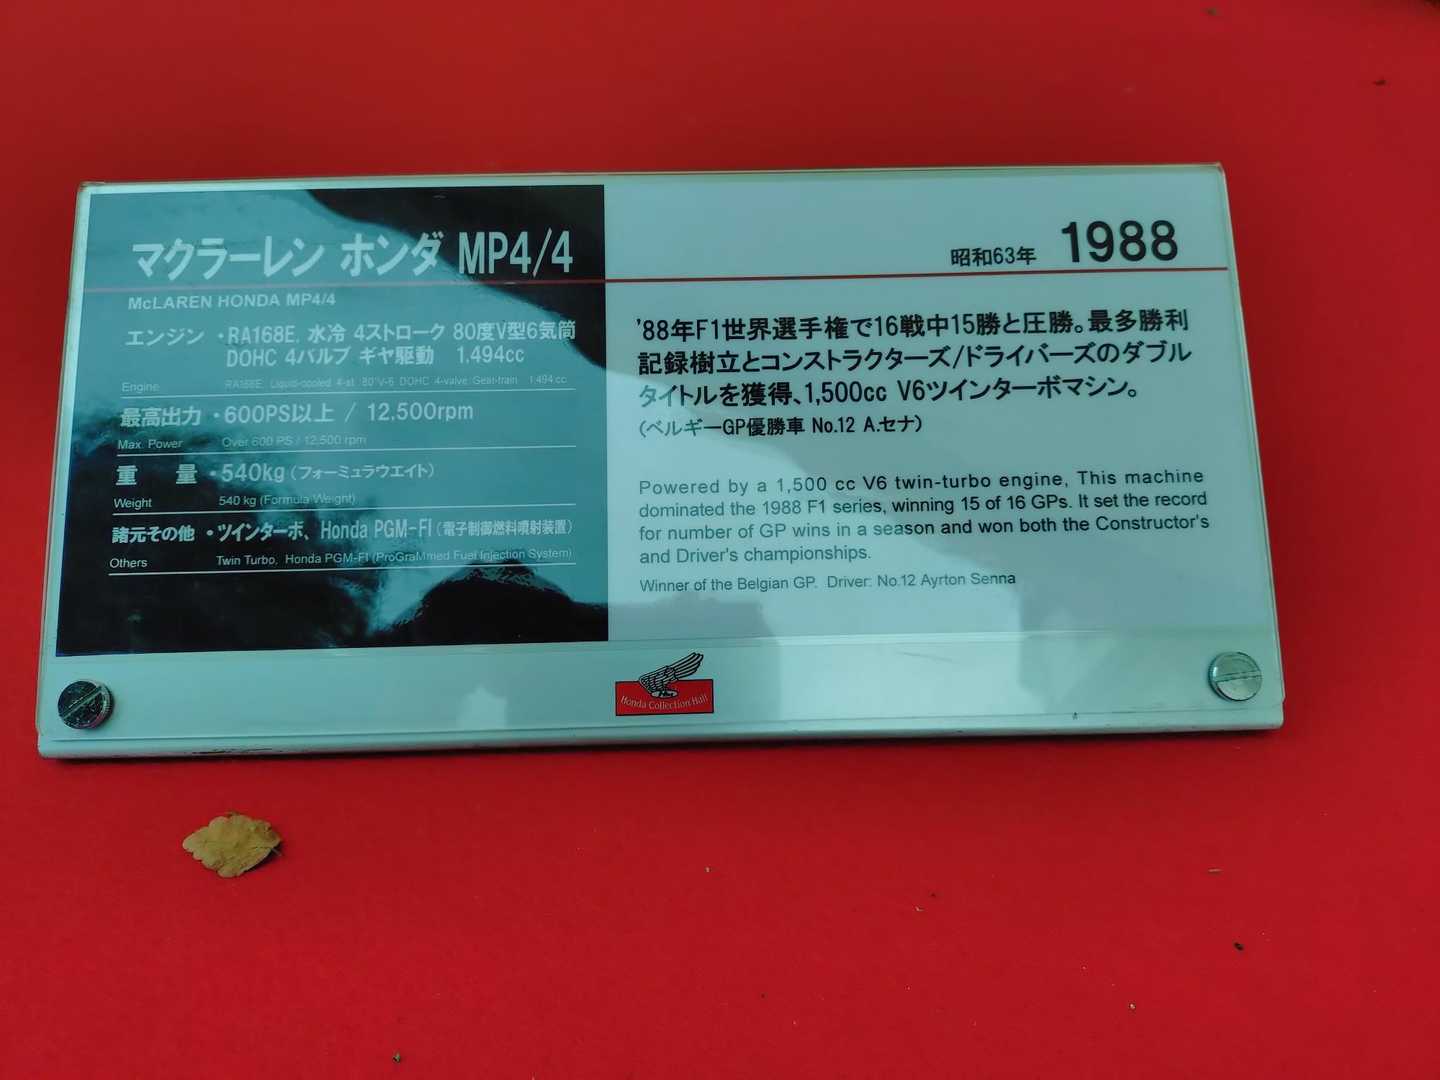 マクラーレン ホンダ MP4/4
McLAREN HONDA MP4/4
エンジン ・RA168E, 水冷 4ストローク 80度V型6気筒
DOHC 4バルブ ギヤ駆動 1.494cc
Engine RA168E, Liquid-cooled 4-st. 80°V-6 DOHC 4-valve Gear-train 1.494 cc
最高出力 ・600PS以上 / 12,500rpm
Max. Power Over 600 PS / 12,500 rpm
重 量 ・540kg (フォーミュラウエイト)
Weight 540 kg (Formula Weight)
諸元その他 ・ツインターボ、Honda PGM-FI (電子制御燃料噴射装置)
Others Twin Turbo, Honda PGM-FI (ProGraMmed Fuel Injection System)
昭和63年 1988
'88年F1世界選手権で16戦中15勝と圧勝。最多勝利
記録樹立とコンストラクターズ/ドライバーズのダブル
タイトルを獲得、1,500cc V6ツインターボマシン。
(ベルギーGP優勝車 No.12 A.セナ)
Powered by a 1,500 cc V6 twin-turbo engine, This machine
dominated the 1988 F1 series, winning 15 of 16 GPs. It set the record
for number of GP wins in a season and won both the Constructor's
and Driver's championships.
Winner of the Belgian GP. Driver: No.12 Ayrton Senna
Honda Collection Hall